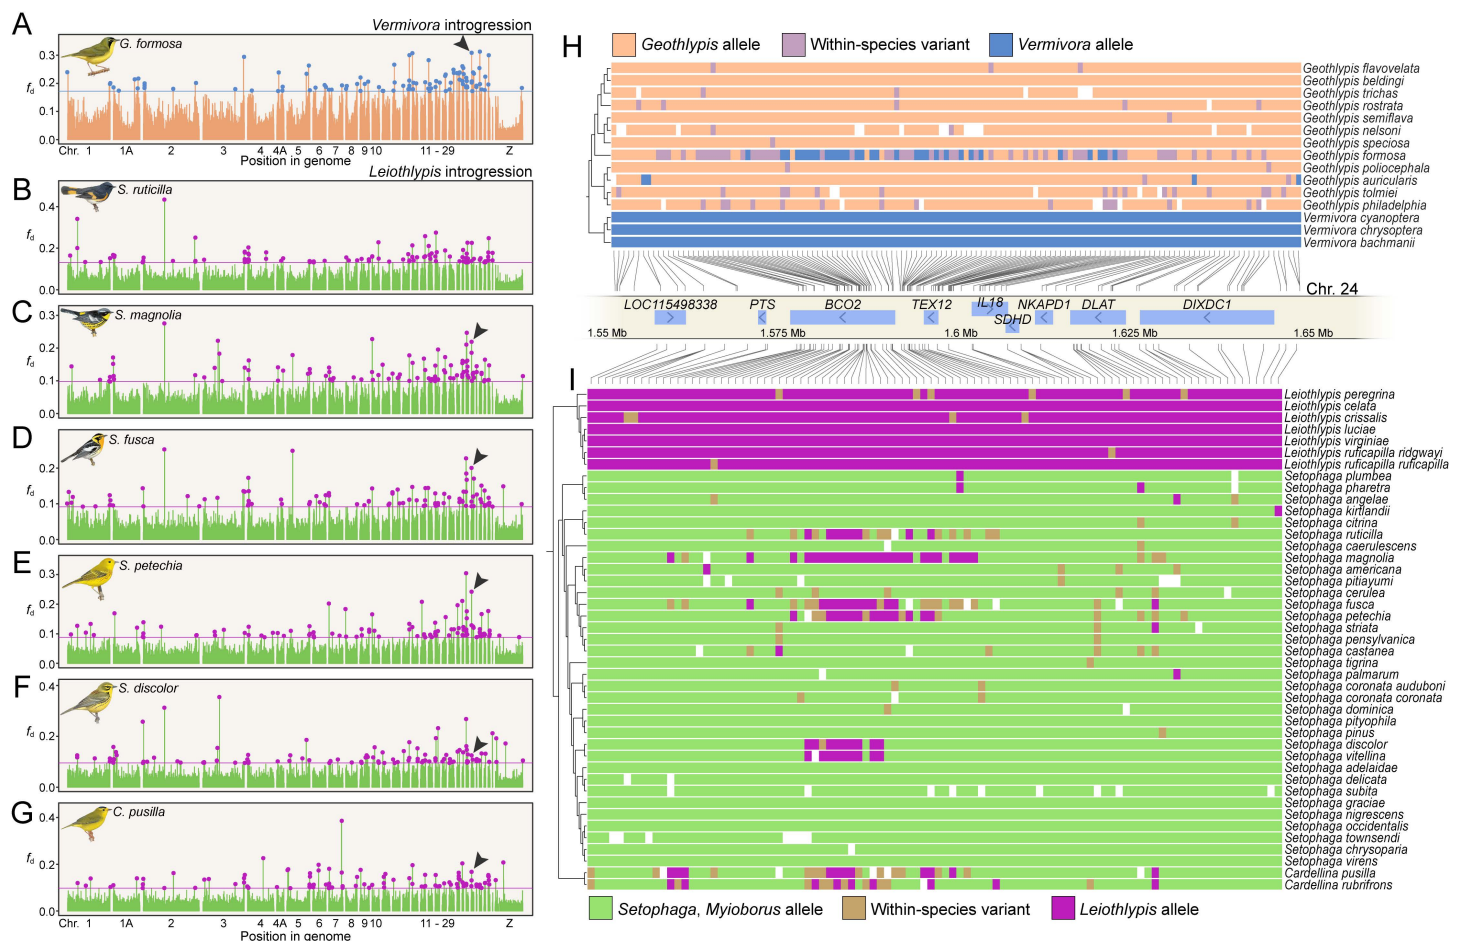 A
Vermivora introgression
G. formosa
0.3
0.2
fd
0.1
0.0
Chr. 1 1A 2 3 4 4A 5 6 7 8 9 10 11 - 29 Z
Position in genome
Leiothlypis introgression
B
S. ruticilla
0.4
fd
0.2
0.0
C
S. magnolia
0.3
0.2
fd
0.1
0.0
D
S. fusca
0.2
fd
0.1
0.0
E
S. petechia
0.3
0.2
fd
0.1
0.0
F
S. discolor
0.4
fd
0.2
0.0
G
C. pusilla
0.4
fd
0.2
0.0
Chr. 1 1A 2 3 4 4A 5 6 7 8 9 10 11 - 29 Z
Position in genome
H
Geothlypis allele Within-species variant Vermivora allele
Geothlypis flavovelata
Geothlypis beldingi
Geothlypis trichas
Geothlypis rostrata
Geothlypis semiflava
Geothlypis nelsoni
Geothlypis speciosa
Geothlypis formosa
Geothlypis poliocephala
Geothlypis auricularis
Geothlypis tolmiei
Geothlypis philadelphia
Vermivora cyanoptera
Vermivora chrysoptera
Vermivora bachmanii
Chr. 24
LOC115498338 PTS BCO2 TEX12 IL18 SDHD NKAPD1 DLAT DIXDC1
1.55 Mb 1.575 Mb 1.6 Mb 1.625 Mb 1.65 Mb
I
Leiothlypis peregrina
Leiothlypis celata
Leiothlypis crissalis
Leiothlypis luciae
Leiothlypis virginiae
Leiothlypis ruficapilla ridgwayi
Leiothlypis ruficapilla ruficapilla
Setophaga plumbea
Setophaga pharetra
Setophaga angelae
Setophaga kirtlandii
Setophaga citrina
Setophaga ruticilla
Setophaga caerulescens
Setophaga magnolia
Setophaga americana
Setophaga pitiayumi
Setophaga cerulea
Setophaga fusca
Setophaga petechia
Setophaga striata
Setophaga pensylvanica
Setophaga castanea
Setophaga tigrina
Setophaga palmarum
Setophaga coronata auduboni
Setophaga coronata coronata
Setophaga dominica
Setophaga pityophila
Setophaga pinus
Setophaga discolor
Setophaga vitellina
Setophaga adelaidae
Setophaga delicata
Setophaga subita
Setophaga graciae
Setophaga nigrescens
Setophaga occidentalis
Setophaga townsendi
Setophaga chrysoparia
Setophaga virens
Cardellina pusilla
Cardellina rubrifrons
Setophaga, Myioborus allele Within-species variant Leiothlypis allele